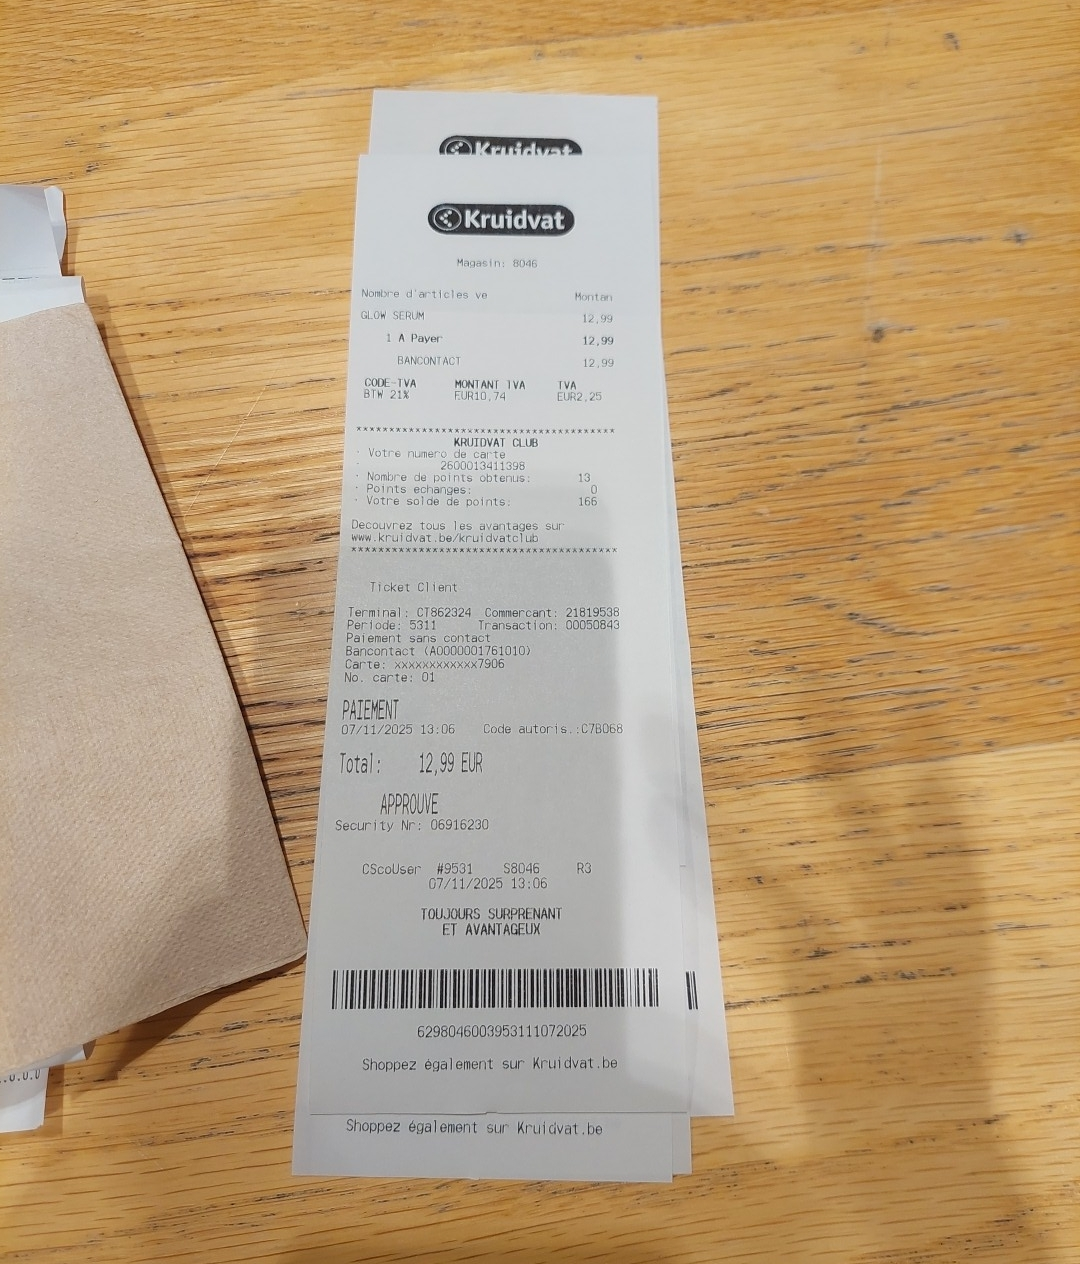 Kruidvat
Kruidvat
Magasin: 8046
Nombre d'articles ve Montan
GLOW SERUM 12,99
1 A Payer 12,99
BANCONTACT 12,99
CODE-TVA MONTANT TVA TVA
BTW 21% EUR10,74 EUR2,25
****************************************
KRUIDVAT CLUB
· Votre numero de carte
· 2600013411398
· Nombre de points obtenus: 13
· Points echanges: 0
· Votre solde de points: 166
Decouvrez tous les avantages sur
www.kruidvat.be/kruidvatclub
****************************************
Ticket Client
Terminal: CT862324 Commercant: 21819538
Periode: 5311 Transaction: 00050843
Paiement sans contact
Bancontact (A0000001761010)
Carte: xxxxxxxxxxxx7906
No. carte: 01
PAIEMENT
07/11/2025 13:06 Code autoris.:C7B068
Total: 12,99 EUR
APPROUVE
Security Nr: 06916230
CScoUser #9531 S8046 R3
07/11/2025 13:06
TOUJOURS SURPRENANT
ET AVANTAGEUX
6298046003953111072025
Shoppez également sur Kruidvat.be
Shoppez également sur Kruidvat.be